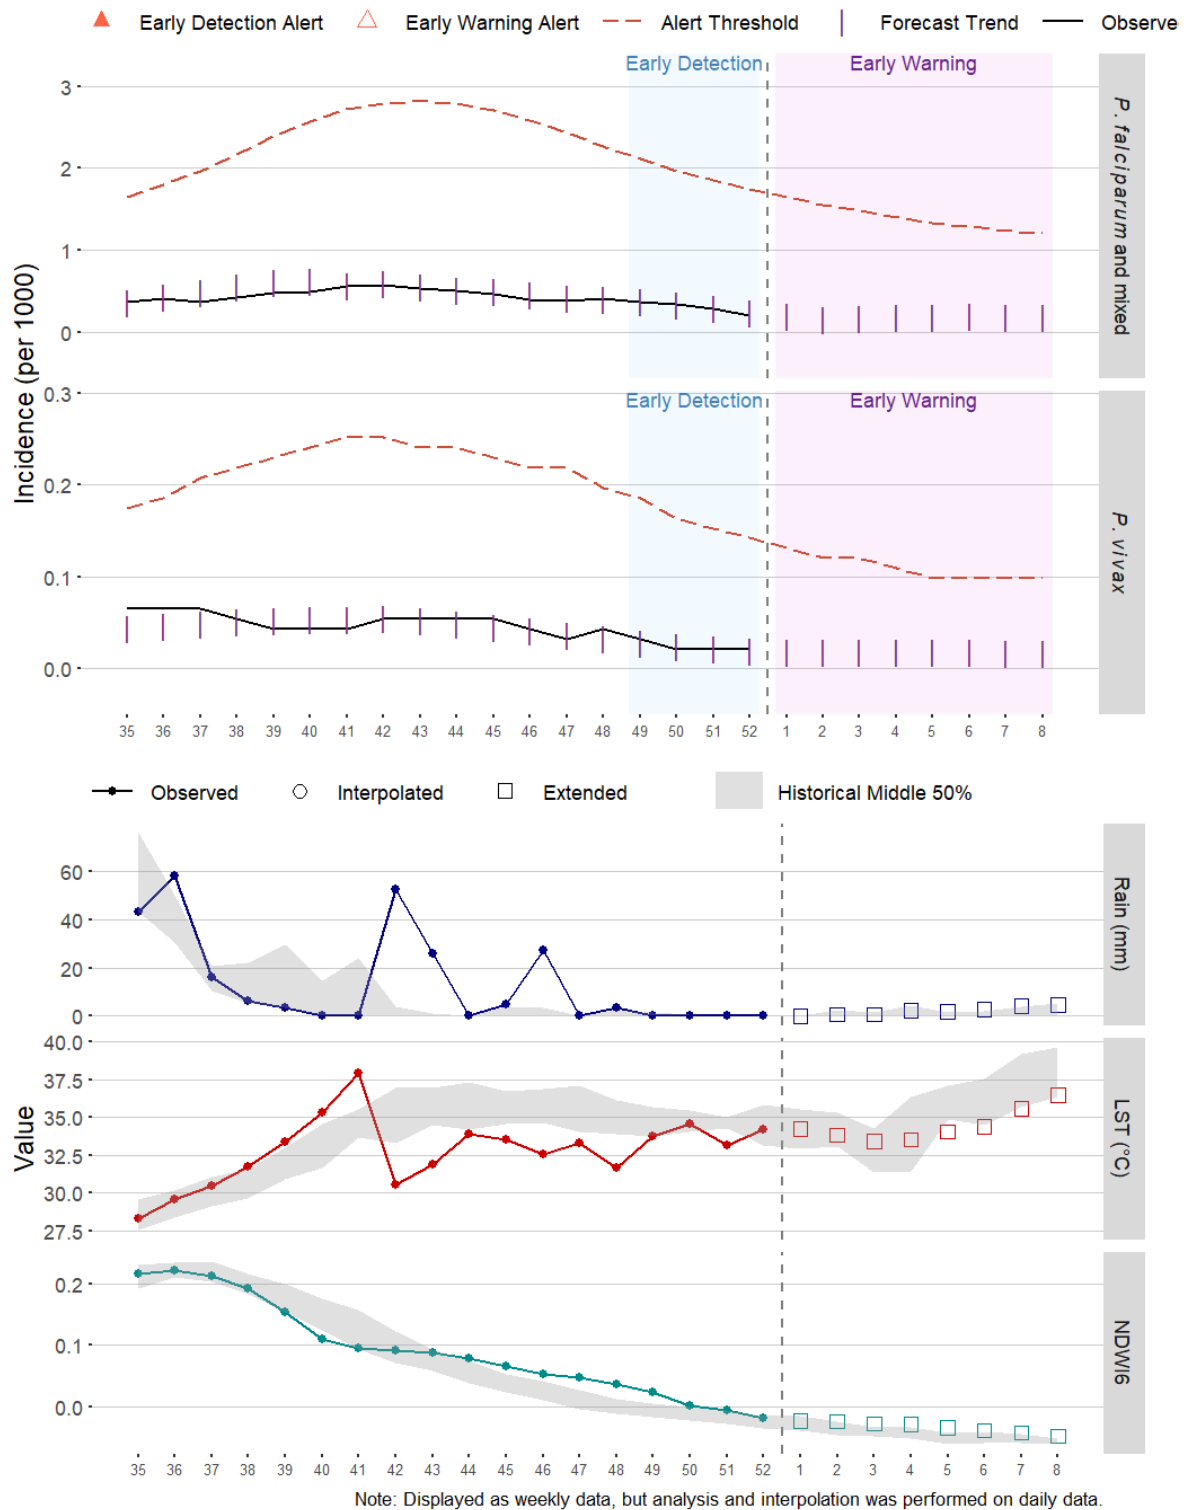 Early Detection Alert Early Warning Alert Alert Threshold Forecast Trend Observe
Early Detection Early Warning
3
2
1
0
P. falciparum and mixed
Incidence (per 1000)
Early Detection Early Warning
0.3
0.2
0.1
0.0
P. vivax
35 36 37 38 39 40 41 42 43 44 45 46 47 48 49 50 51 52 1 2 3 4 5 6 7 8
Observed Interpolated Extended Historical Middle 50%
60
40
20
0
Rain (mm)
Value
40.0
37.5
35.0
32.5
30.0
27.5
LST (°C)
0.2
0.1
0.0
NDWI6
35 36 37 38 39 40 41 42 43 44 45 46 47 48 49 50 51 52 1 2 3 4 5 6 7 8
Note: Displayed as weekly data, but analysis and interpolation was performed on daily data.